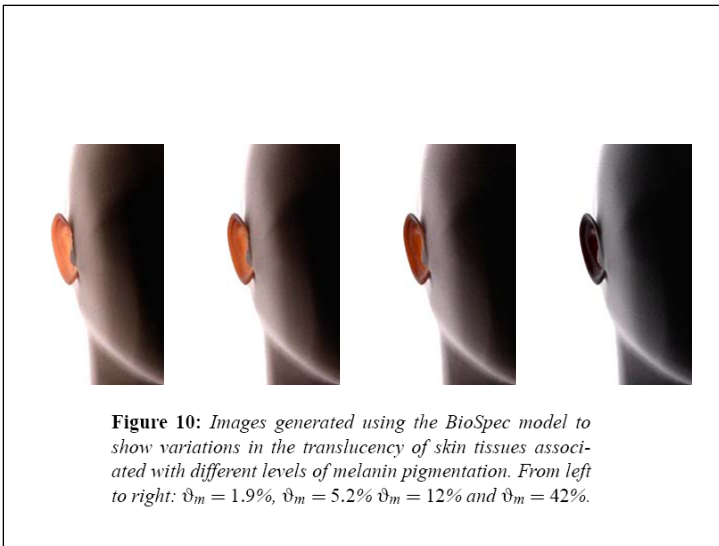 Figure 10: Images generated using the BioSpec model to
show variations in the translucency of skin tissues associ-
ated with different levels of melanin pigmentation. From left
to right: ϑm = 1.9%, ϑm = 5.2% ϑm = 12% and ϑm = 42%.